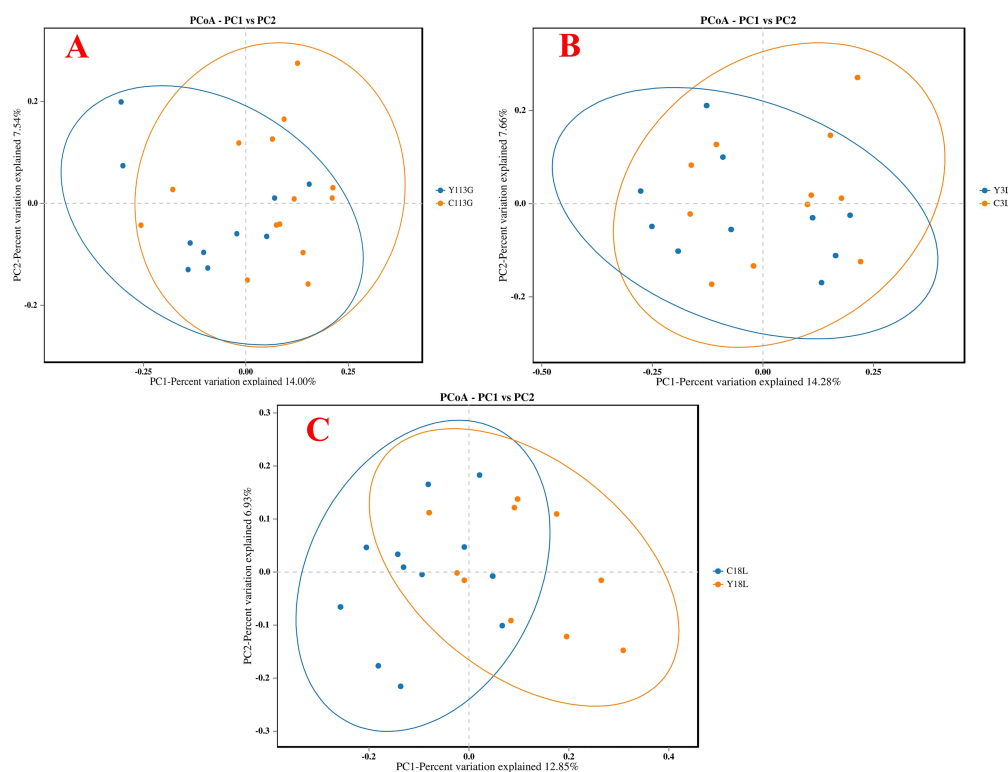 PCoA - PC1 vs PC2
A
PC2-Percent variation explained 7.54%
0.2
0.0
-0.2
-0.25
0.00
0.25
PC1-Percent variation explained 14.00%
Y113G
C113G
PCoA - PC1 vs PC2
B
PC2-Percent variation explained 7.66%
0.2
0.0
-0.2
-0.50
-0.25
0.00
0.25
PC1-Percent variation explained 14.28%
PCoA - PC1 vs PC2
C
PC2-Percent variation explained 6.93%
0.3
0.2
0.1
0.0
-0.1
-0.2
-0.3
-0.2
0.0
0.2
0.4
PC1-Percent variation explained 12.85%
C18L
Y18L